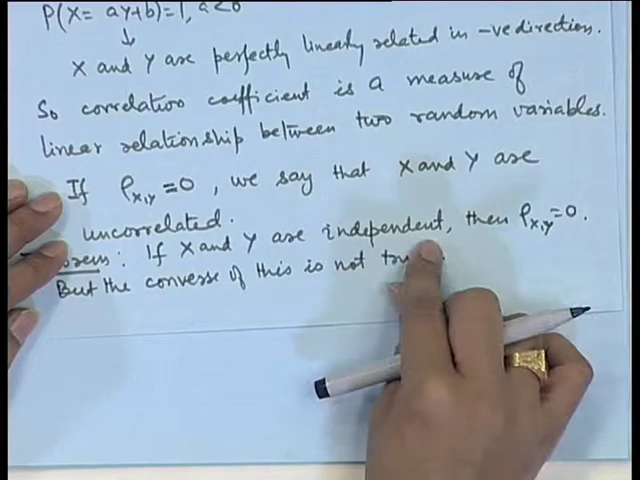 P(X = aY+b) = 1, a<0
↓
X and Y are perfectly linearly related in -ve direction.
So correlation coefficient is a measure of
linear relationship between two random variables.
If ρ_{X,Y} = 0, we say that X and Y are
uncorrelated.
: If X and Y are independent, then ρ_{X,Y} = 0.
But the converse of this is not